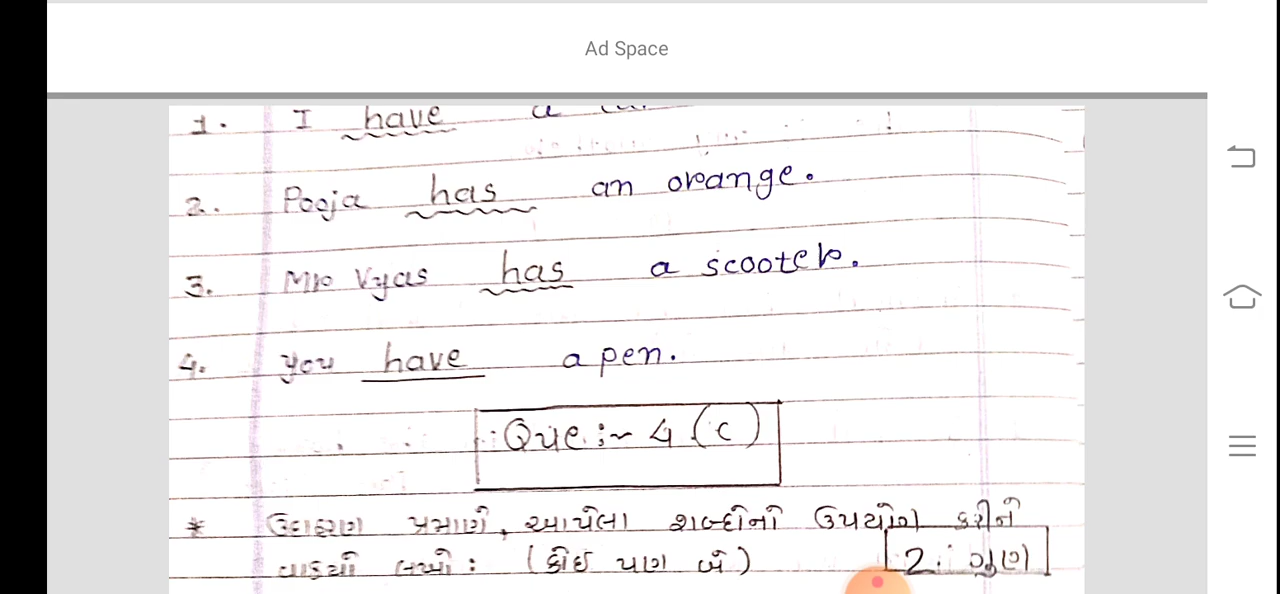 Ad Space
1. I have a
2. Pooja has an orange.
3. Mr Vyas has a scooter.
4. you have a pen.
Que :- 4 (c)
* ઉદાહરણ પ્રમાણે, આપેલા શબ્દોનો ઉપયોગ કરીને
વાક્યો લખો : (કોઈ પણ બે) 2. ગુણ